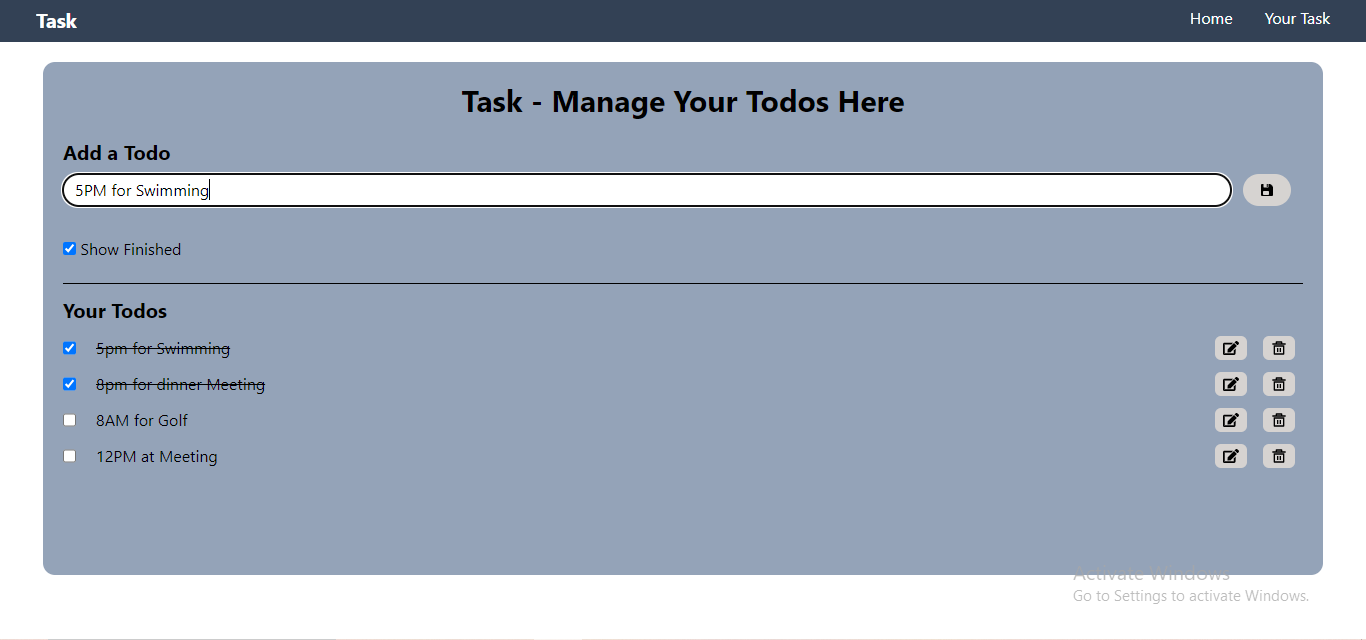 Task
Home
Your Task
Task - Manage Your Todos Here
Add a Todo
5PM for Swimming
Show Finished
Your Todos
5pm for Swimming
8pm for dinner Meeting
8AM for Golf
12PM at Meeting
Activate Windows
Go to Settings to activate Windows.